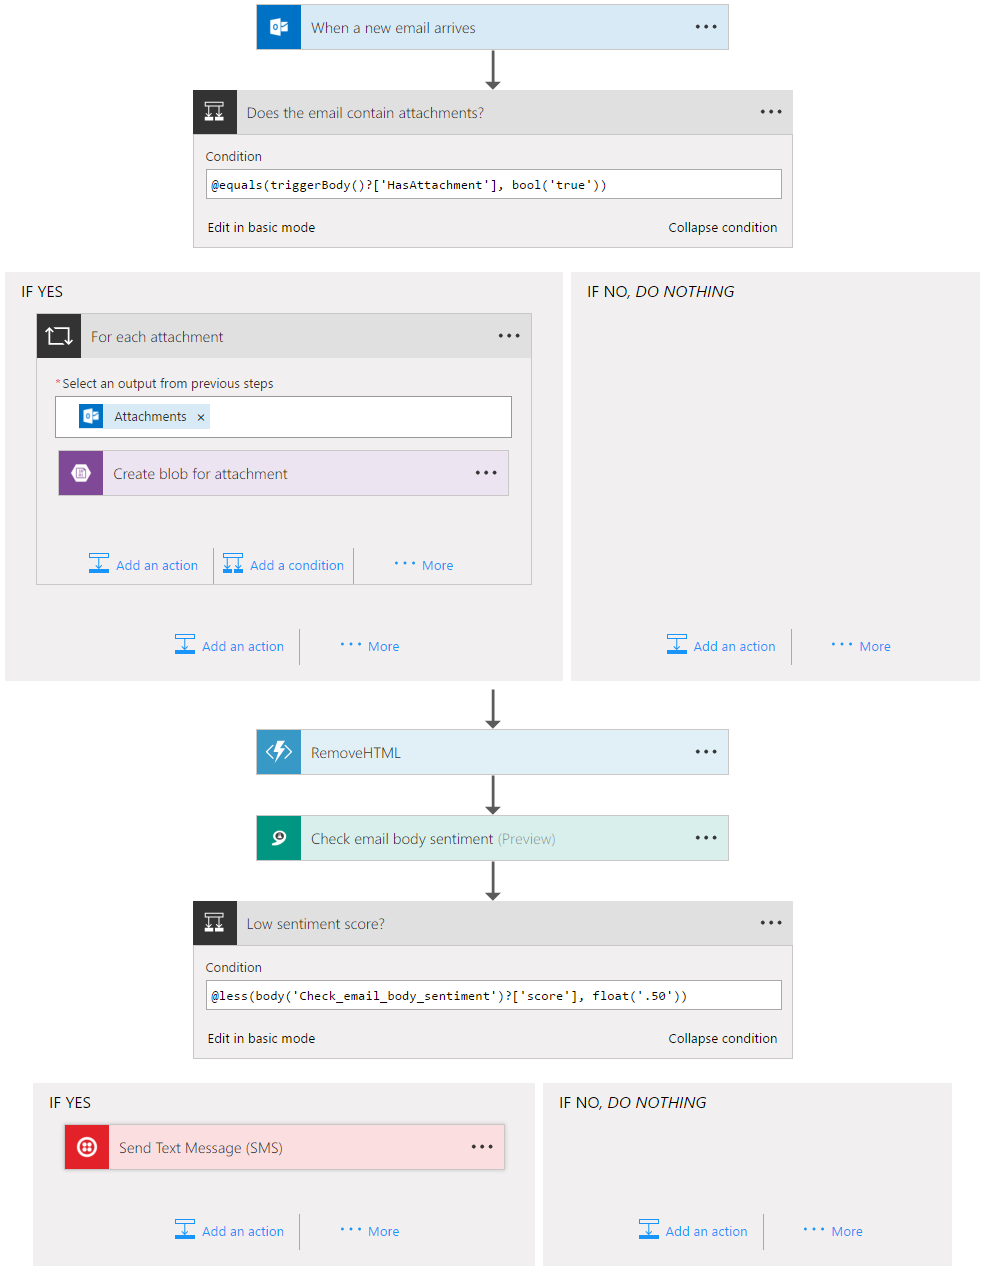 When a new email arrives
Does the email contain attachments?
Condition
@equals(triggerBody()?['HasAttachment'], bool('true'))
Edit in basic mode
Collapse condition
IF YES
For each attachment
*Select an output from previous steps
Attachments ×
Create blob for attachment
Add an action
Add a condition
More
Add an action
More
IF NO, DO NOTHING
Add an action
More
RemoveHTML
Check email body sentiment (Preview)
Low sentiment score?
Condition
@less(body('Check_email_body_sentiment')?['score'], float('.50'))
Edit in basic mode
Collapse condition
IF YES
Send Text Message (SMS)
Add an action
More
IF NO, DO NOTHING
Add an action
More